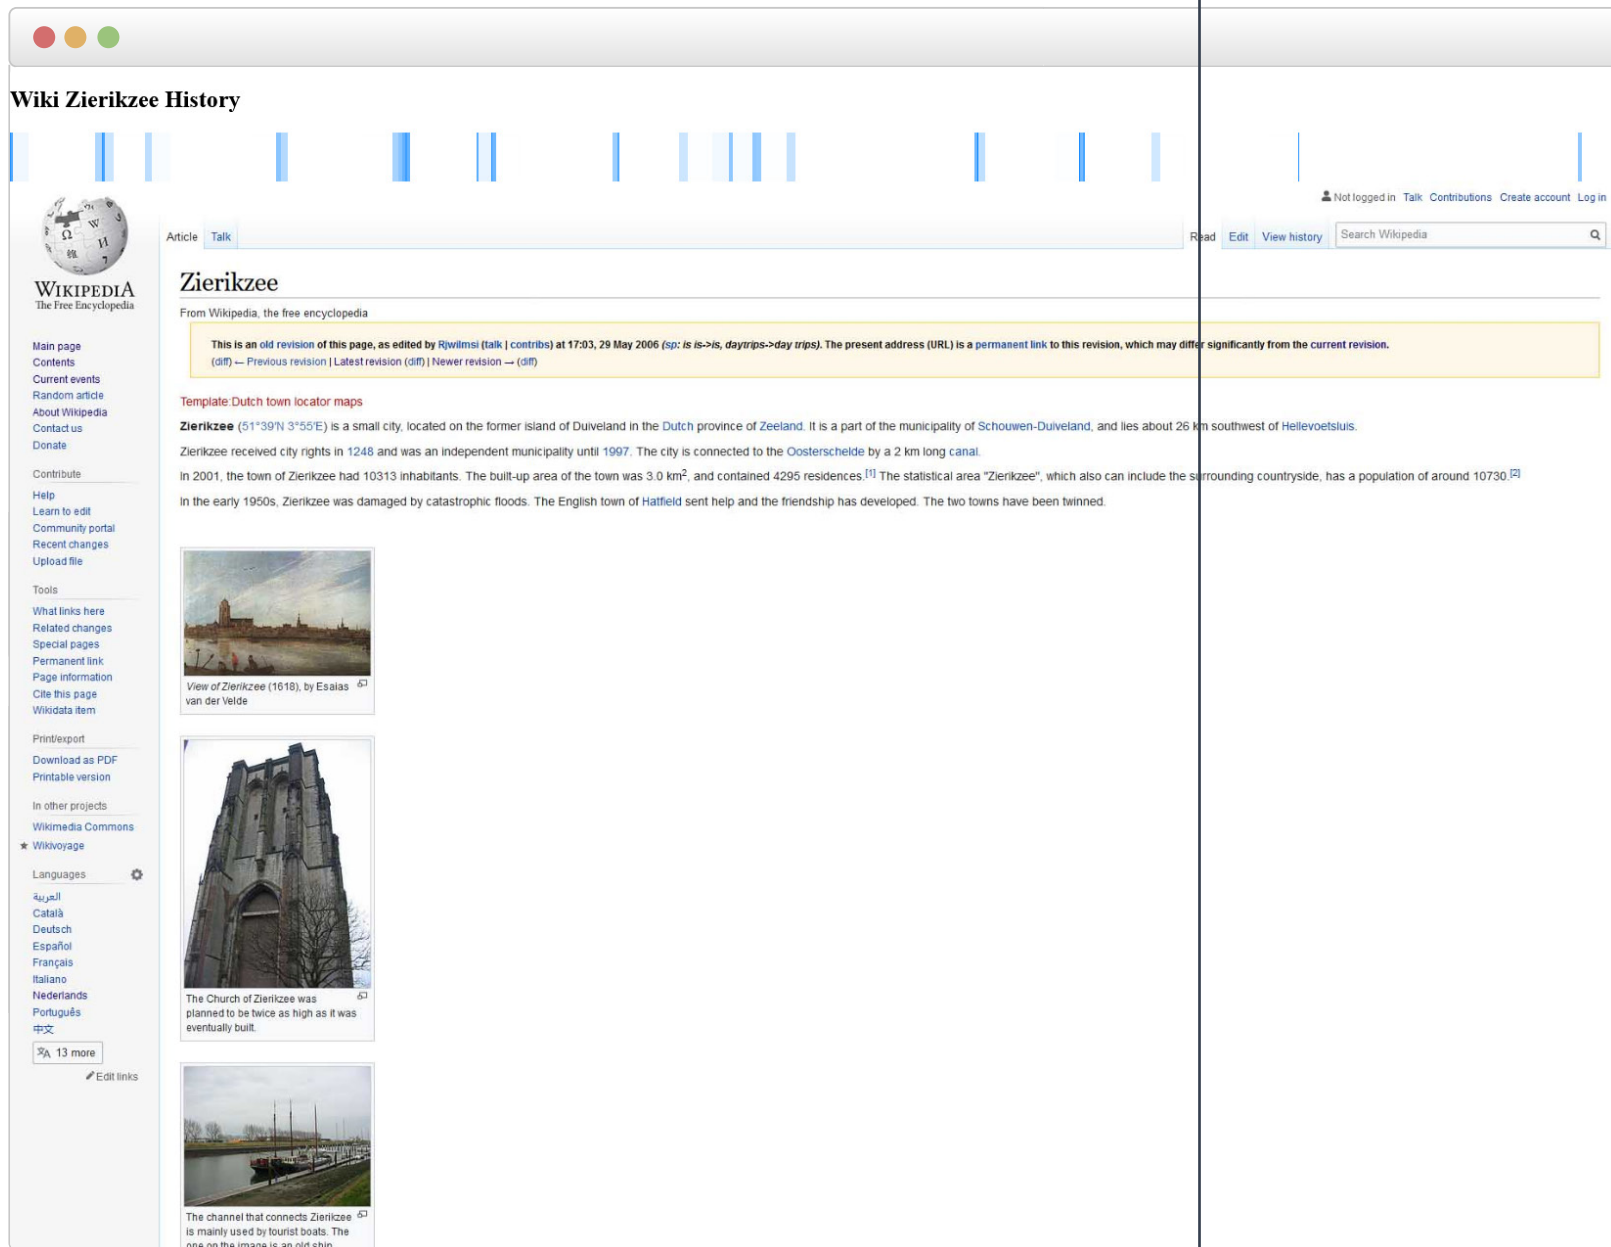 Wiki Zierikzee History
Not logged in Talk Contributions Create account Log in
Article Talk Read Edit View history Search Wikipedia
WIKIPEDIA
The Free Encyclopedia
Main page
Contents
Current events
Random article
About Wikipedia
Contact us
Donate
Contribute
Help
Learn to edit
Community portal
Recent changes
Upload file
Tools
What links here
Related changes
Special pages
Permanent link
Page information
Cite this page
Wikidata item
Print/export
Download as PDF
Printable version
In other projects
Wikimedia Commons
Wikivoyage
Languages
العربية
Català
Deutsch
Español
Français
Italiano
Nederlands
Português
中文
13 more
Edit links
Zierikzee
From Wikipedia, the free encyclopedia
This is an old revision of this page, as edited by Rjwilmsi (talk | contribs) at 17:03, 29 May 2006 (sp: is is->is, daytrips->day trips). The present address (URL) is a permanent link to this revision, which may differ significantly from the current revision.
(diff) ← Previous revision | Latest revision (diff) | Newer revision → (diff)
Template:Dutch town locator maps
Zierikzee (51°39'N 3°55'E) is a small city, located on the former island of Duiveland in the Dutch province of Zeeland. It is a part of the municipality of Schouwen-Duiveland, and lies about 26 km southwest of Hellevoetsluis.
Zierikzee received city rights in 1248 and was an independent municipality until 1997. The city is connected to the Oosterschelde by a 2 km long canal.
In 2001, the town of Zierikzee had 10313 inhabitants. The built-up area of the town was 3.0 km², and contained 4295 residences.[1] The statistical area "Zierikzee", which also can include the surrounding countryside, has a population of around 10730.[2]
In the early 1950s, Zierikzee was damaged by catastrophic floods. The English town of Hatfield sent help and the friendship has developed. The two towns have been twinned.
View of Zierikzee (1618), by Esaias
van der Velde
The Church of Zierikzee was
planned to be twice as high as it was
eventually built.
The channel that connects Zierikzee
is mainly used by tourist boats. The
one on the image is an old ship